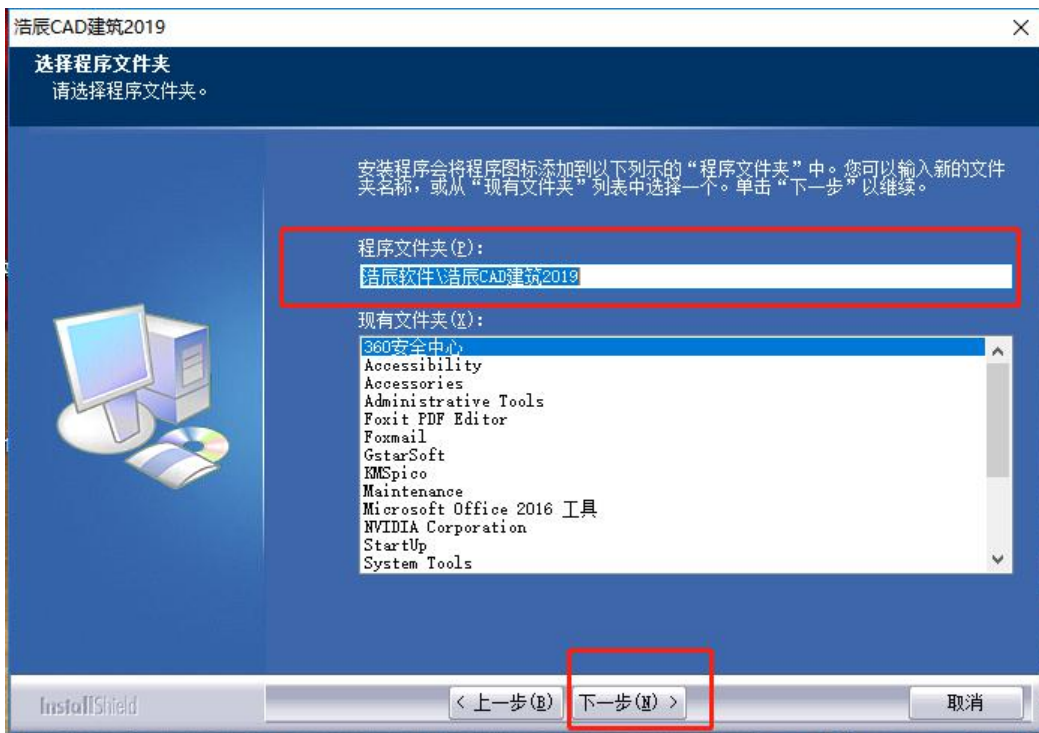 浩辰CAD建筑2019
选择程序文件夹
请选择程序文件夹。
安装程序会将程序图标添加到以下列示的“程序文件夹”中。您可以输入新的文件
夹名称，或从“现有文件夹”列表中选择一个。单击“下一步”以继续。
程序文件夹(P)：
浩辰软件\浩辰CAD建筑2019
现有文件夹(X)：
360安全中心
Accessibility
Accessories
Administrative Tools
Foxit PDF Editor
Foxmail
GstarSoft
KMSpico
Maintenance
Microsoft Office 2016 工具
NVIDIA Corporation
StartUp
System Tools
InstallShield
< 上一步(B)
下一步(N) >
取消